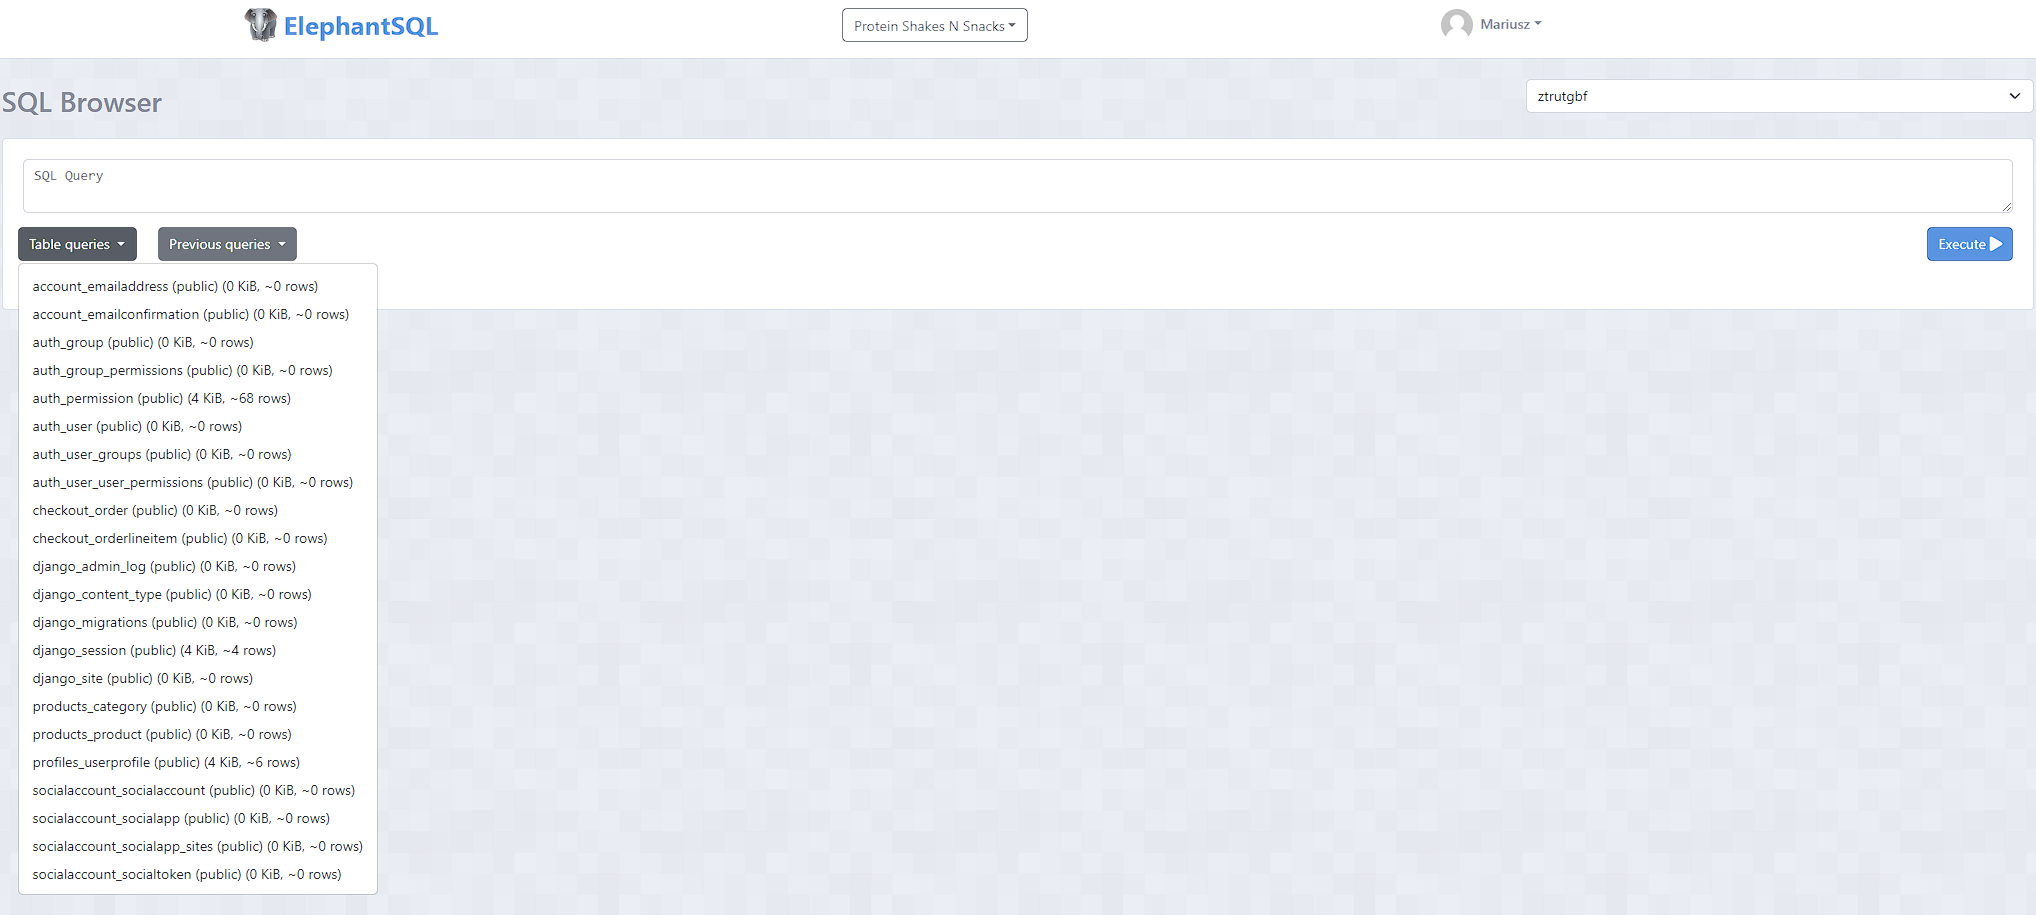 ElephantSQL
Protein Shakes N Snacks
Mariusz
SQL Browser
ztrutgbf
SQL Query
Table queries
Previous queries
Execute
account_emailaddress (public) (0 KiB, ~0 rows)
account_emailconfirmation (public) (0 KiB, ~0 rows)
auth_group (public) (0 KiB, ~0 rows)
auth_group_permissions (public) (0 KiB, ~0 rows)
auth_permission (public) (4 KiB, ~68 rows)
auth_user (public) (0 KiB, ~0 rows)
auth_user_groups (public) (0 KiB, ~0 rows)
auth_user_user_permissions (public) (0 KiB, ~0 rows)
checkout_order (public) (0 KiB, ~0 rows)
checkout_orderlineitem (public) (0 KiB, ~0 rows)
django_admin_log (public) (0 KiB, ~0 rows)
django_content_type (public) (0 KiB, ~0 rows)
django_migrations (public) (0 KiB, ~0 rows)
django_session (public) (4 KiB, ~4 rows)
django_site (public) (0 KiB, ~0 rows)
products_category (public) (0 KiB, ~0 rows)
products_product (public) (0 KiB, ~0 rows)
profiles_userprofile (public) (4 KiB, ~6 rows)
socialaccount_socialaccount (public) (0 KiB, ~0 rows)
socialaccount_socialapp (public) (0 KiB, ~0 rows)
socialaccount_socialapp_sites (public) (0 KiB, ~0 rows)
socialaccount_socialtoken (public) (0 KiB, ~0 rows)